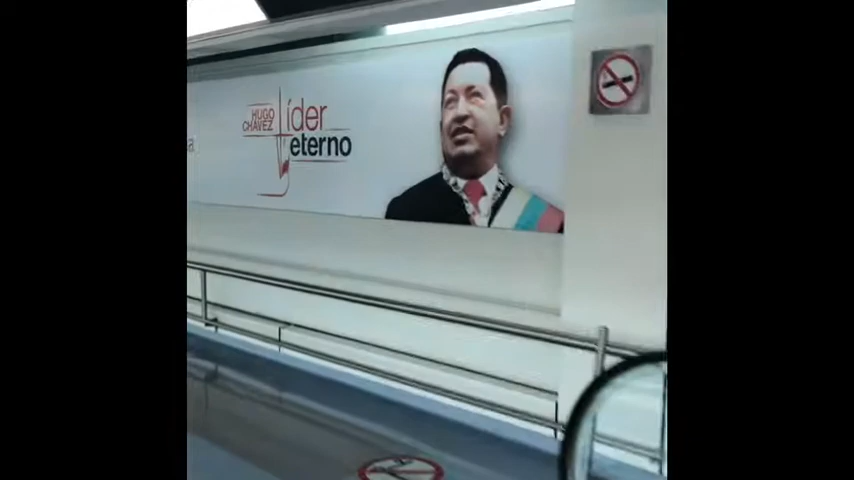 HUGO
CHÁVEZ
líder
eterno
a